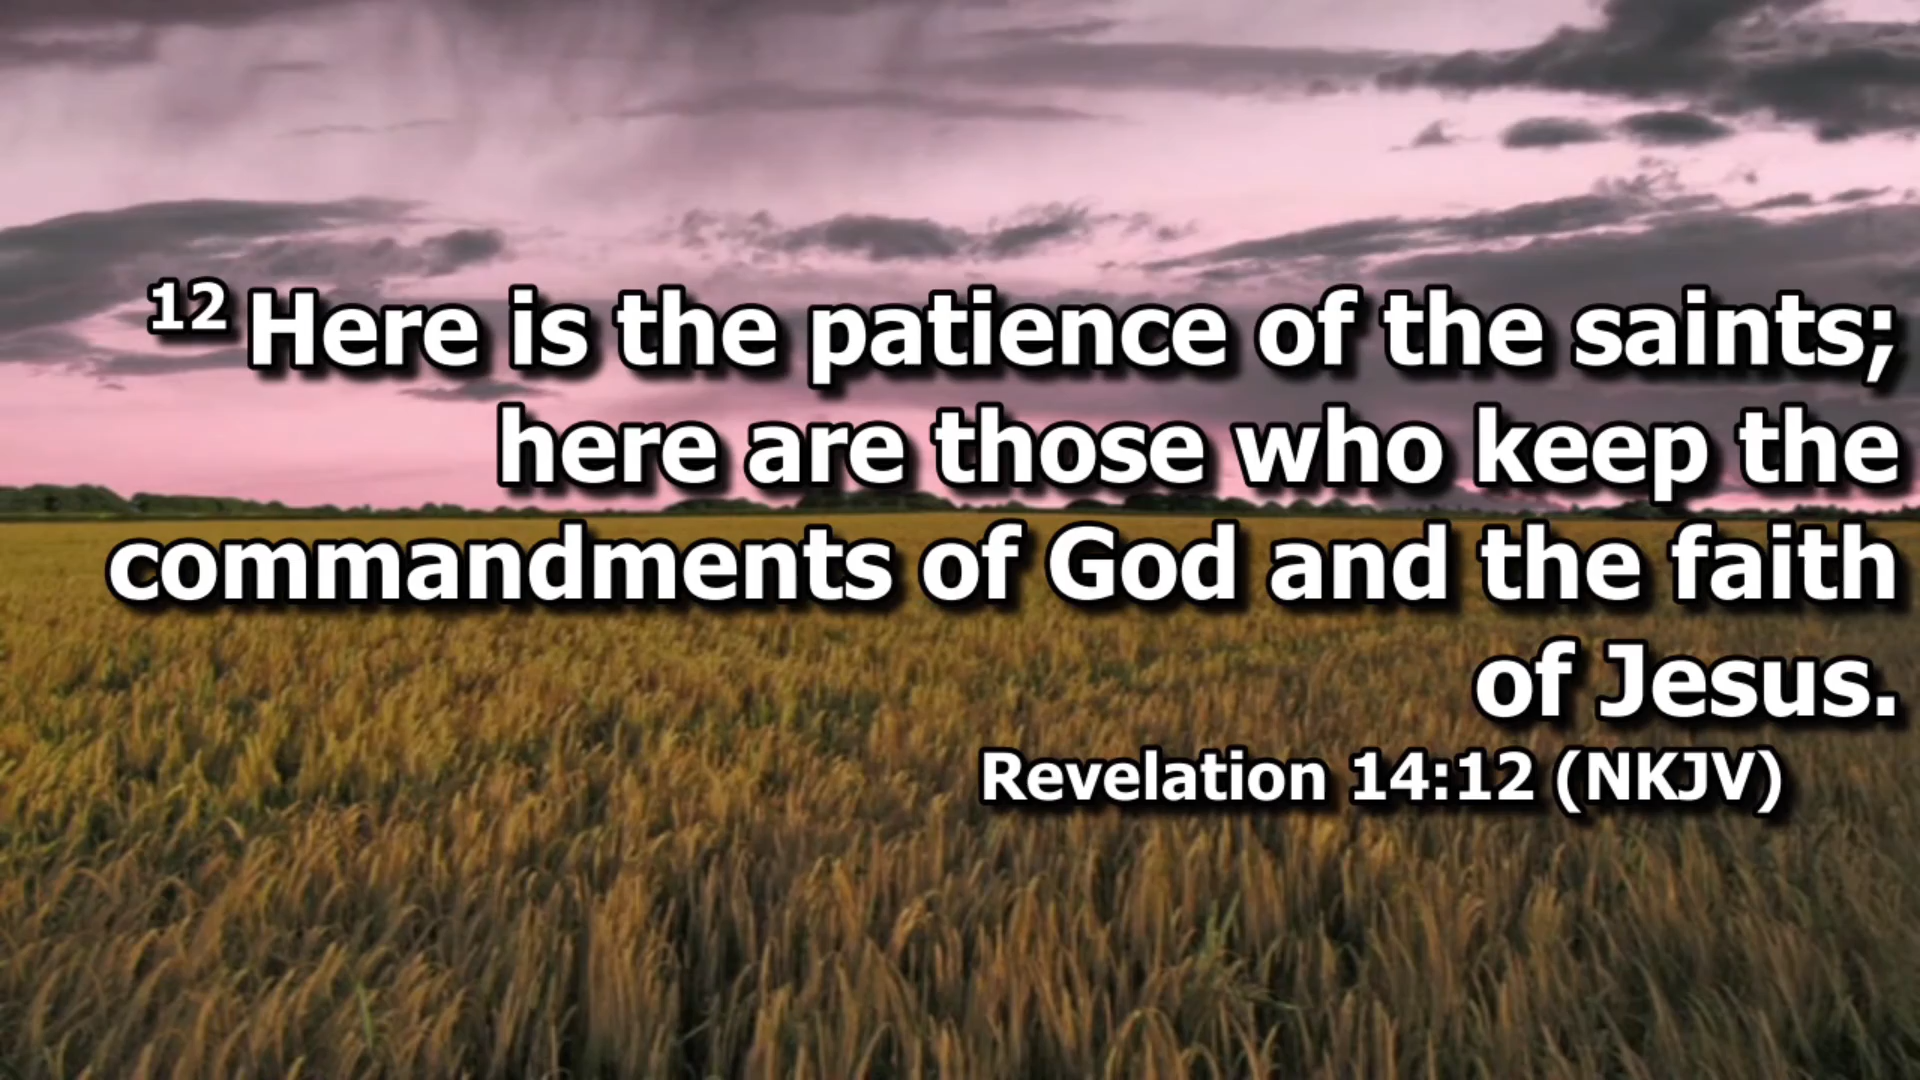 12 Here is the patience of the saints;
here are those who keep the
commandments of God and the faith
of Jesus.
Revelation 14:12 (NKJV)